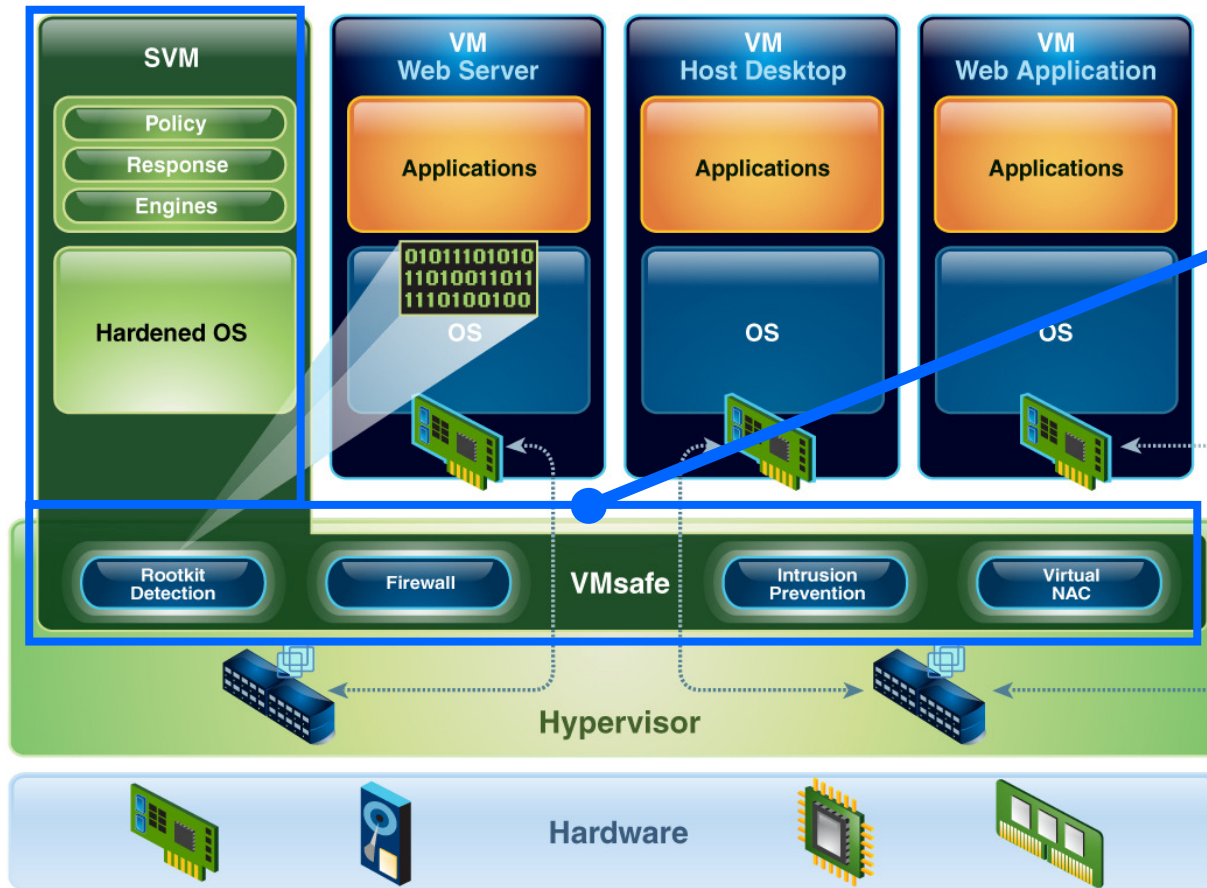 SVM
Policy
Response
Engines
Hardened OS
VM
Web Server
Applications
01011101010
11010011011
1110100100
OS
VM
Host Desktop
Applications
OS
VM
Web Application
Applications
OS
Rootkit
Detection
Firewall
VMsafe
Intrusion
Prevention
Virtual
NAC
Hypervisor
Hardware